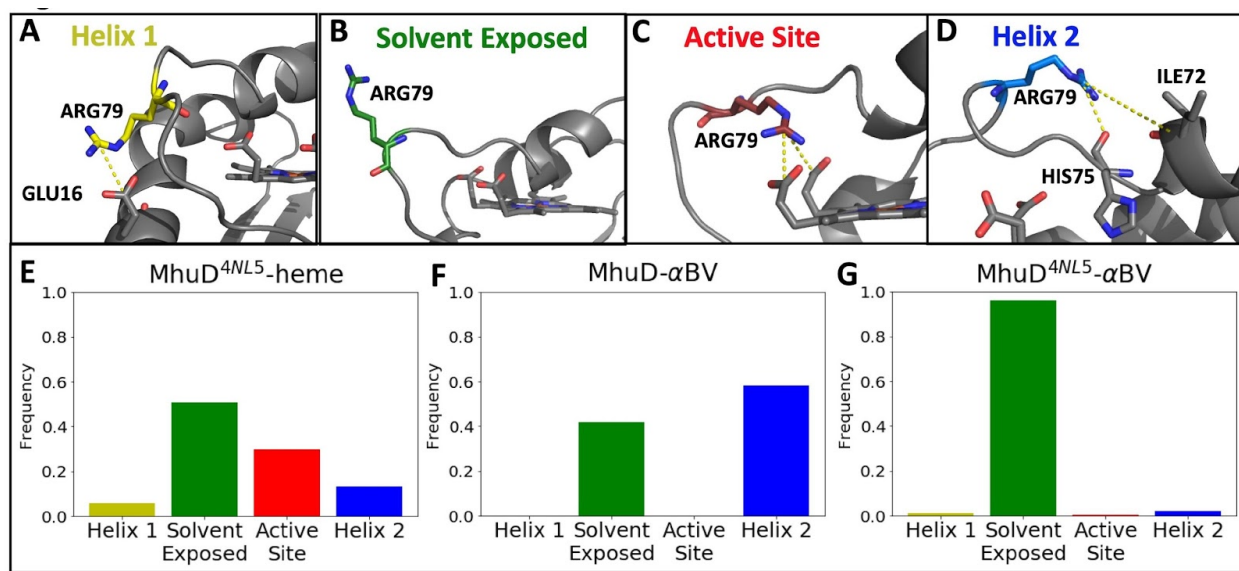 A Helix 1
ARG79
GLU16
B Solvent Exposed
ARG79
C Active Site
ARG79
D Helix 2
ARG79
ILE72
HIS75
E MhuD4NL5-heme
Frequency
1.0
0.8
0.6
0.4
0.2
0.0
Helix 1 Solvent Exposed Active Site Helix 2
F MhuD-αBV
Frequency
1.0
0.8
0.6
0.4
0.2
0.0
Helix 1 Solvent Exposed Active Site Helix 2
G MhuD4NL5-αBV
Frequency
1.0
0.8
0.6
0.4
0.2
0.0
Helix 1 Solvent Exposed Active Site Helix 2